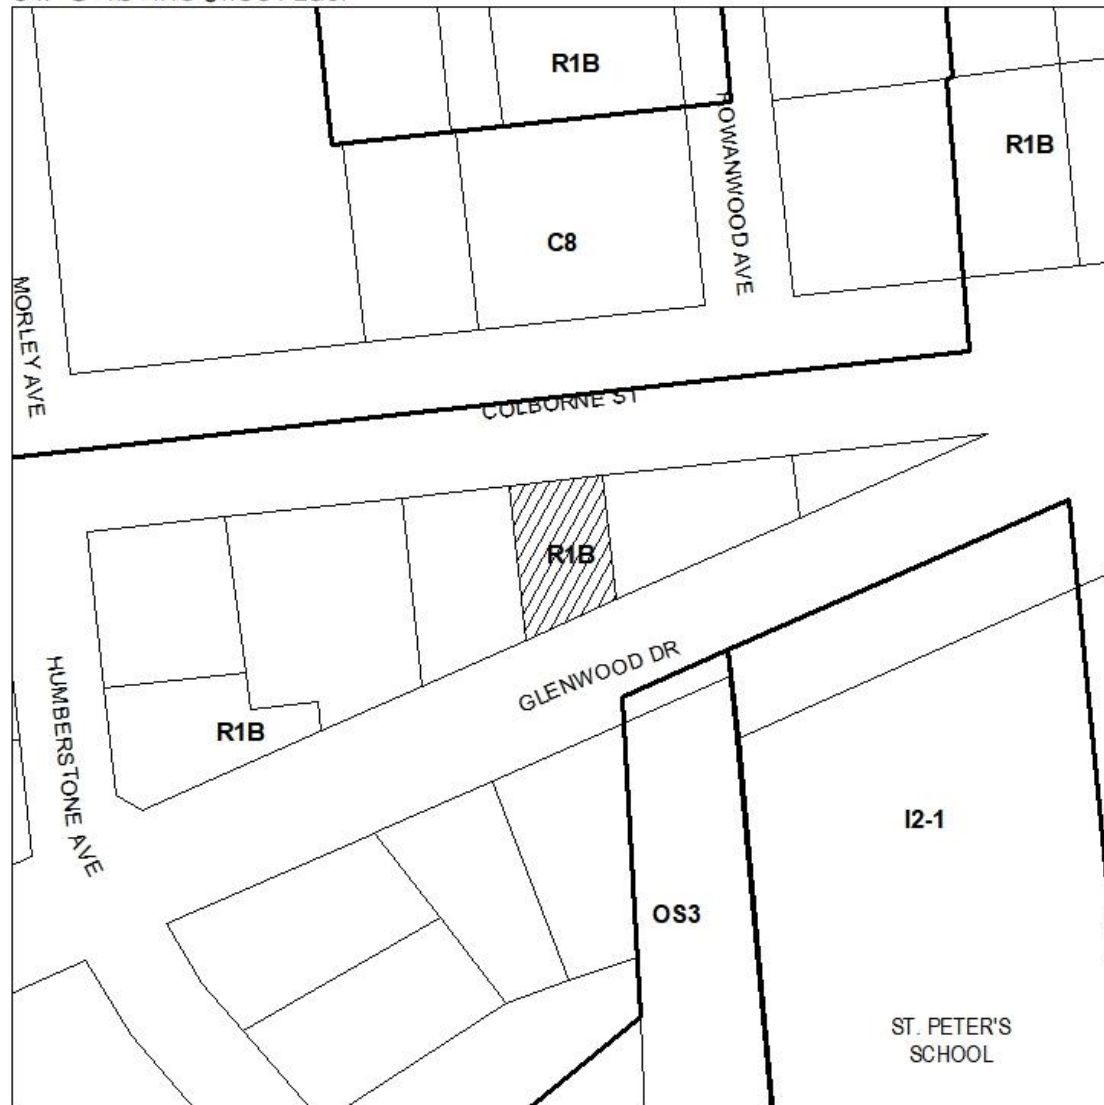 R1B
ROWANWOOD AVE
R1B
C8
MORLEY AVE
COLBORNE ST
R1B
GLENWOOD DR
HUMBERSTONE AVE
R1B
I2-1
OS3
ST. PETER'S
SCHOOL